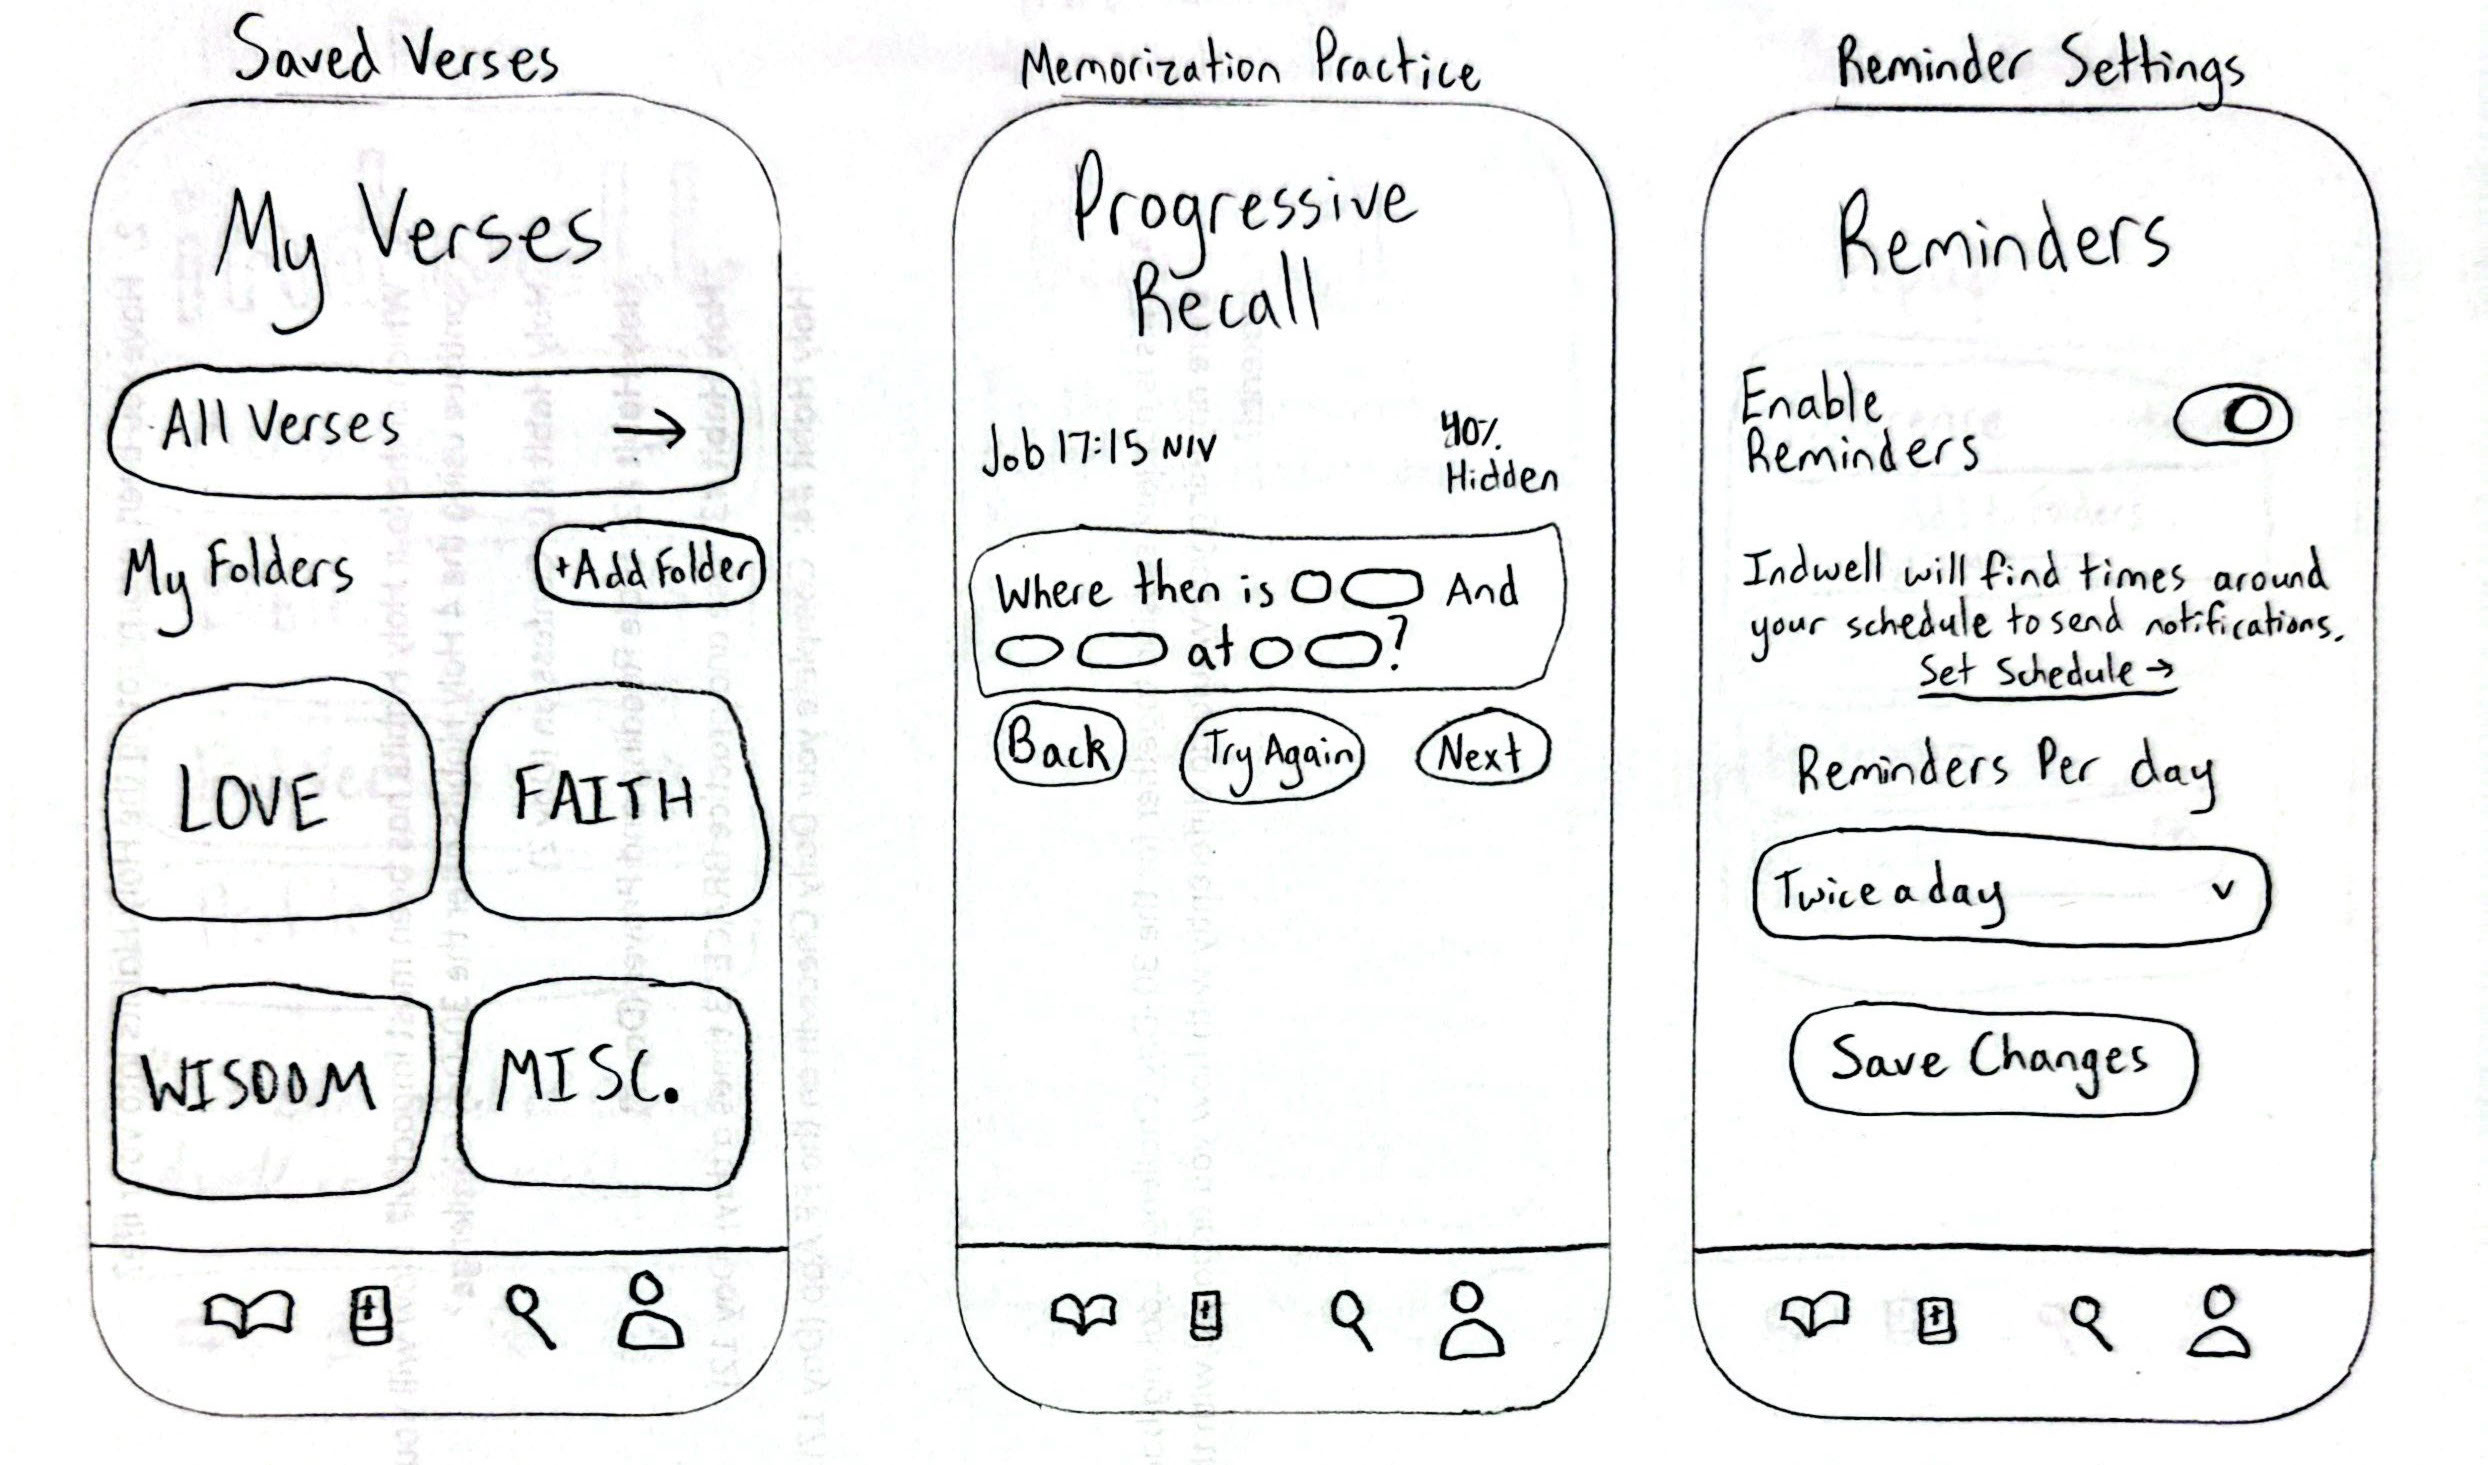 Saved Verses
My Verses
All Verses →
My Folders
+Add Folder
LOVE
FAITH
WISDOM
MISC.
Memorization Practice
Progressive
Recall
Job 17:15 NIV
40%
Hidden
Where then is And
at ?
Back
Try Again
Next
Reminder Settings
Reminders
Enable
Reminders
Indwell will find times around
your schedule to send notifications.
Set Schedule →
Reminders Per day
Twice a day
Save Changes